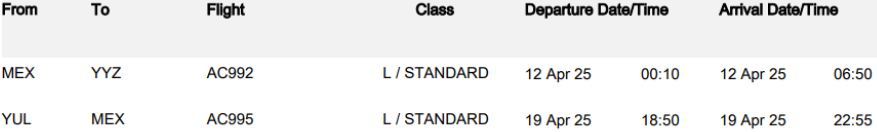 From To Flight Class Departure Date/Time Arrival Date/Time
MEX YYZ AC992 L / STANDARD 12 Apr 25 00:10 12 Apr 25 06:50
YUL MEX AC995 L / STANDARD 19 Apr 25 18:50 19 Apr 25 22:55